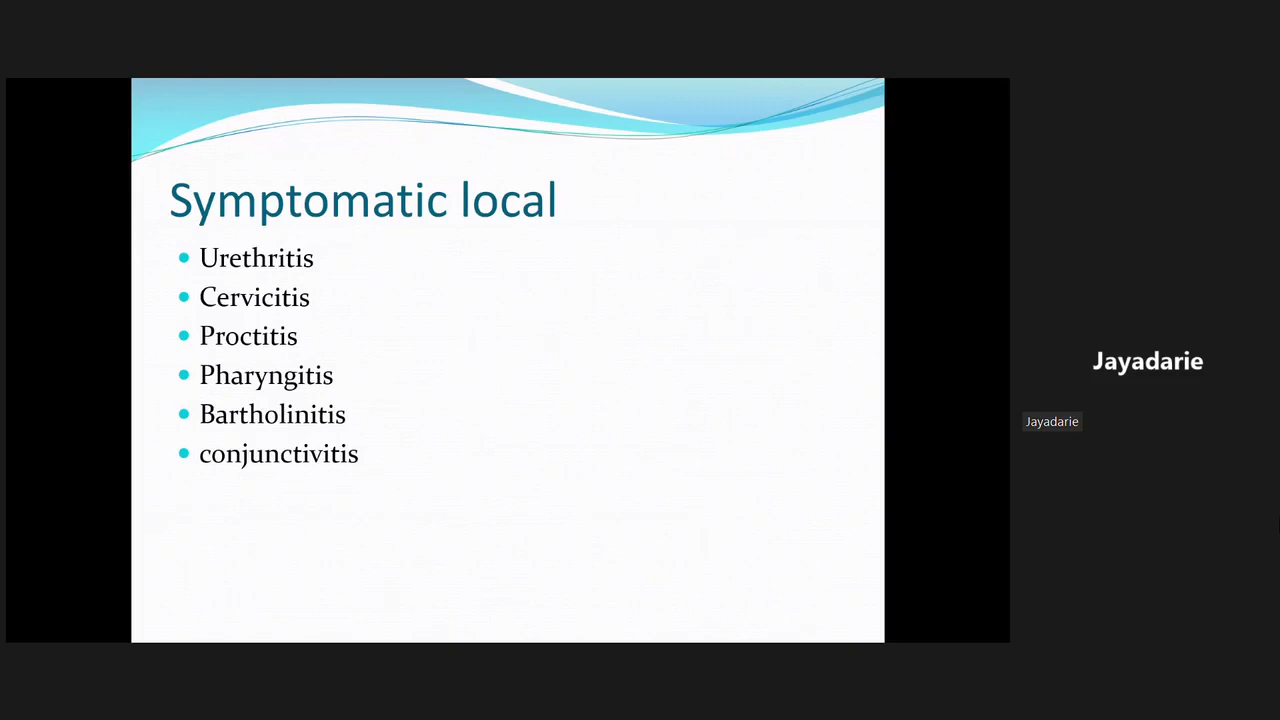 Symptomatic local
Urethritis
Cervicitis
Proctitis
Pharyngitis
Bartholinitis
conjunctivitis
Jayadarie
Jayadarie